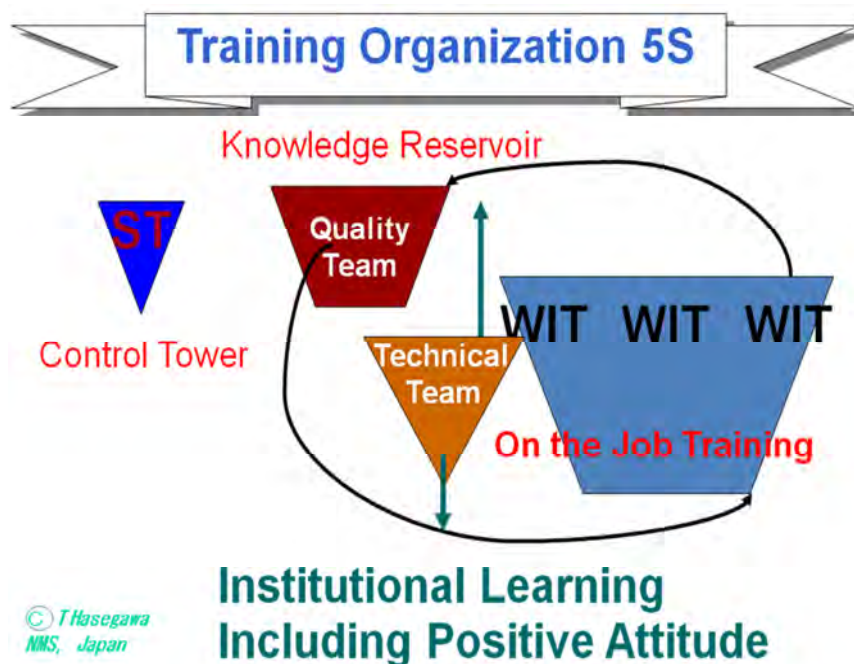 Training Organization 5S
Knowledge Reservoir
ST
Quality
Team
Control Tower
WIT WIT WIT
Technical
Team
On the Job Training
Institutional Learning
Including Positive Attitude
© T Hasegawa
NMS, Japan